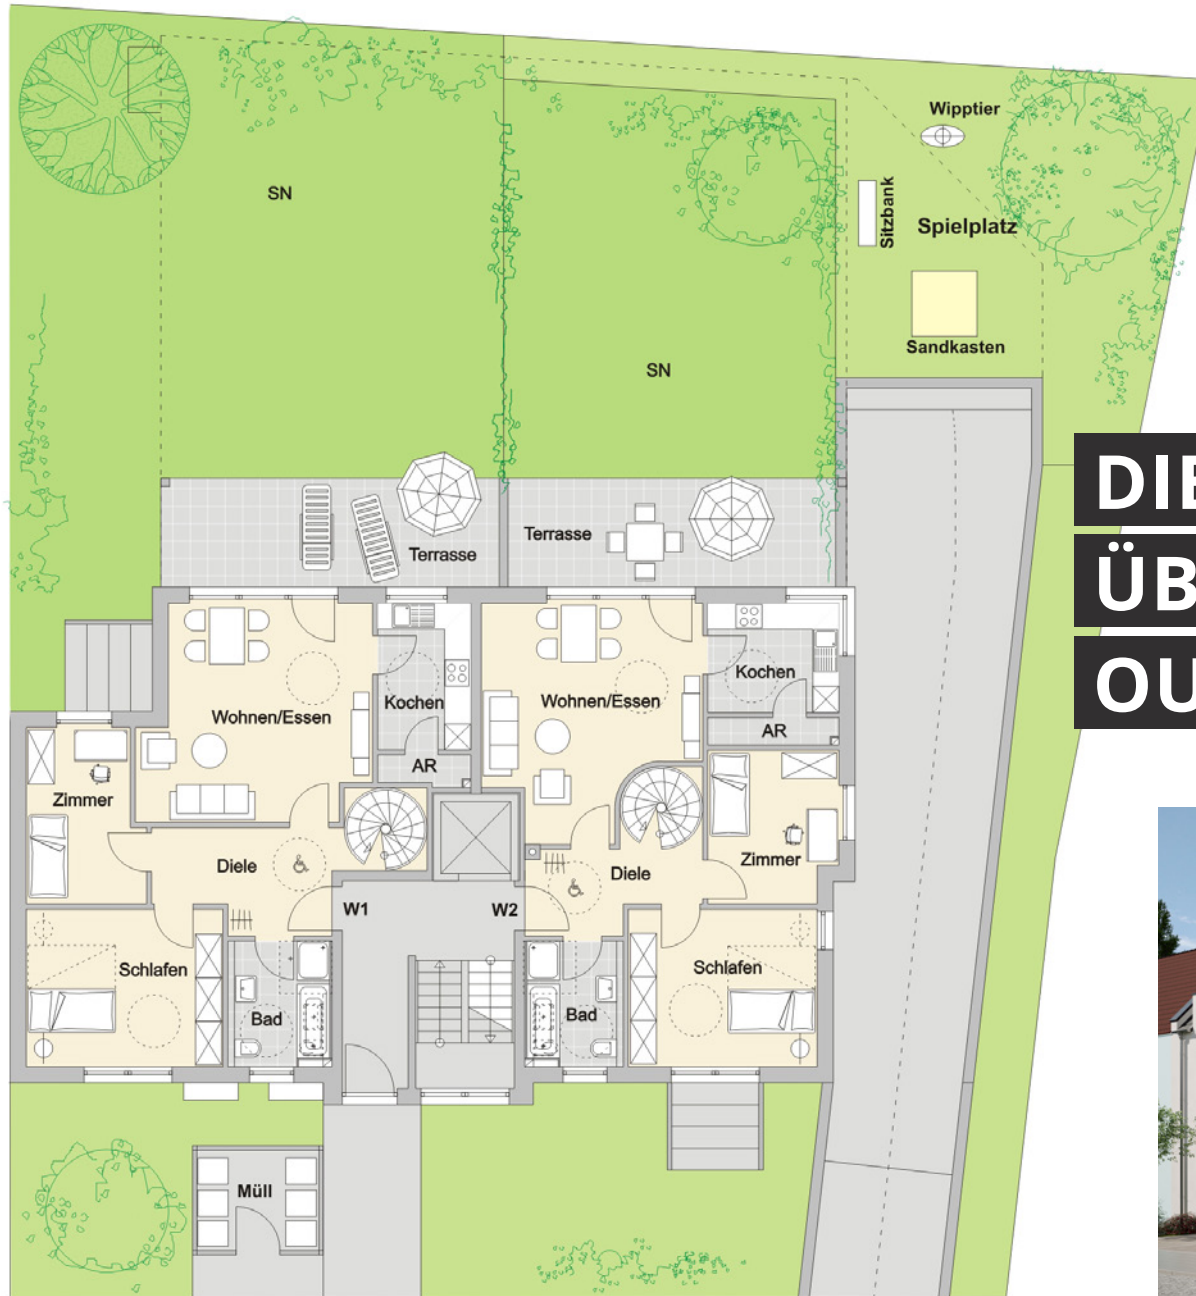 Wipptier
SN
Sitzbank
Spielplatz
Sandkasten
SN
DIE
ÜB
OU
Terrasse
Terrasse
Kochen
Kochen
Wohnen/Essen
Wohnen/Essen
AR
AR
Zimmer
Zimmer
Diele
Diele
W1
W2
Schlafen
Schlafen
Bad
Bad
Müll